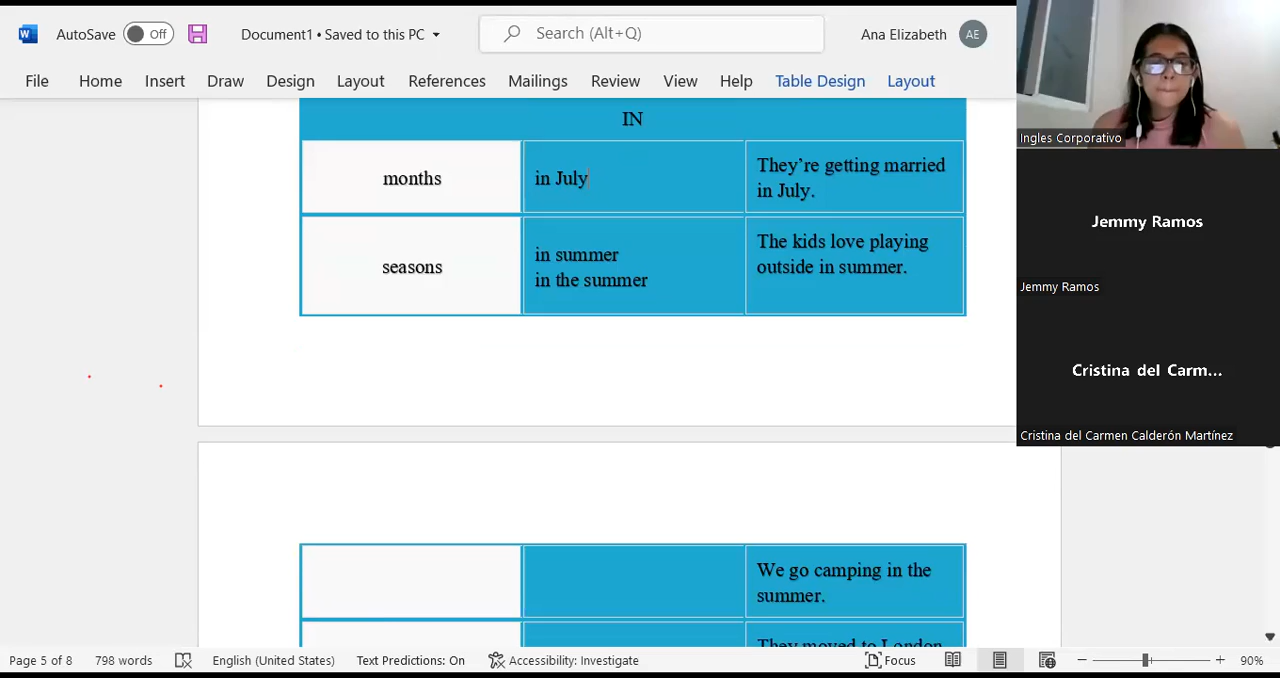 AutoSave Off Document1 • Saved to this PC Search (Alt+Q) Ana Elizabeth AE
File Home Insert Draw Design Layout References Mailings Review View Help Table Design Layout
IN
months in July They're getting married
in July.
seasons in summer The kids love playing
in the summer outside in summer.
We go camping in the
summer.
They moved to London
Page 5 of 8 798 words English (United States) Text Predictions: On Accessibility: Investigate Focus 90%
Ingles Corporativo
Jemmy Ramos
Jemmy Ramos
Cristina del Carm...
Cristina del Carmen Calderón Martínez